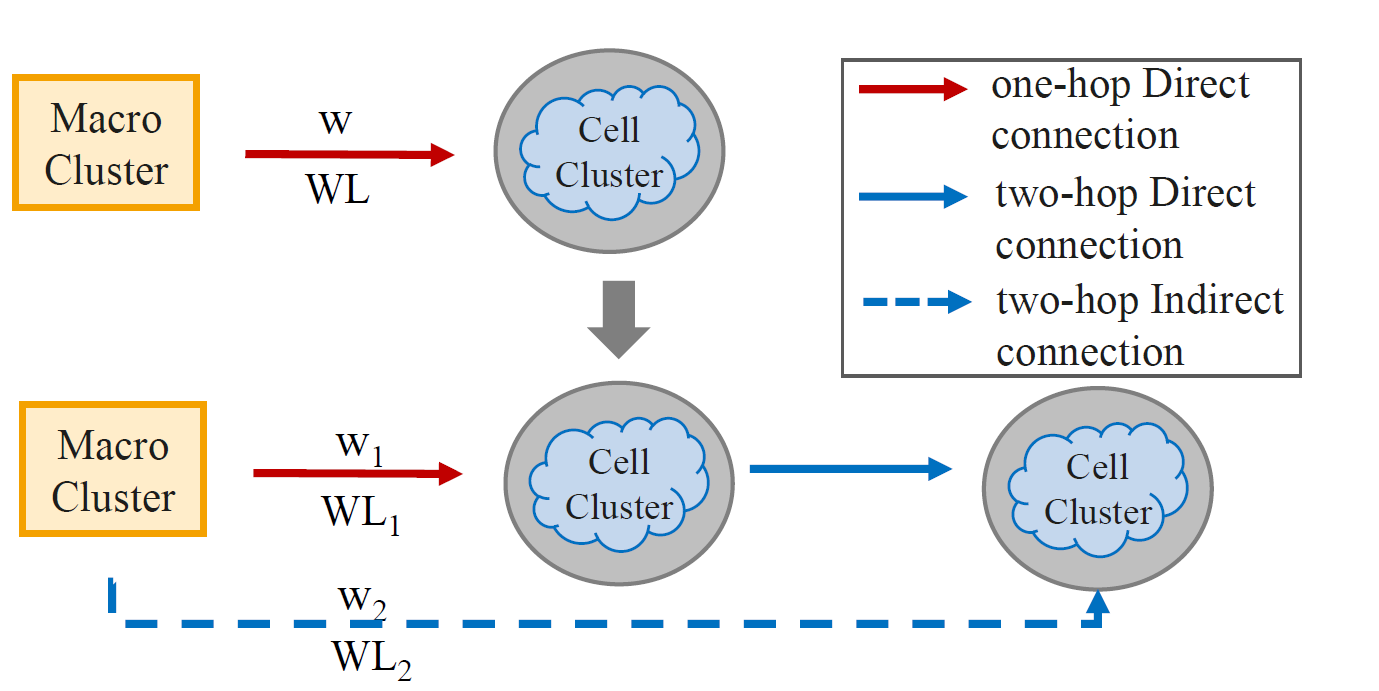 Macro
Cluster
w
WL
Cell
Cluster
one-hop Direct
connection
two-hop Direct
connection
two-hop Indirect
connection
Macro
Cluster
w₁
WL₁
Cell
Cluster
Cell
Cluster
w₂
WL₂